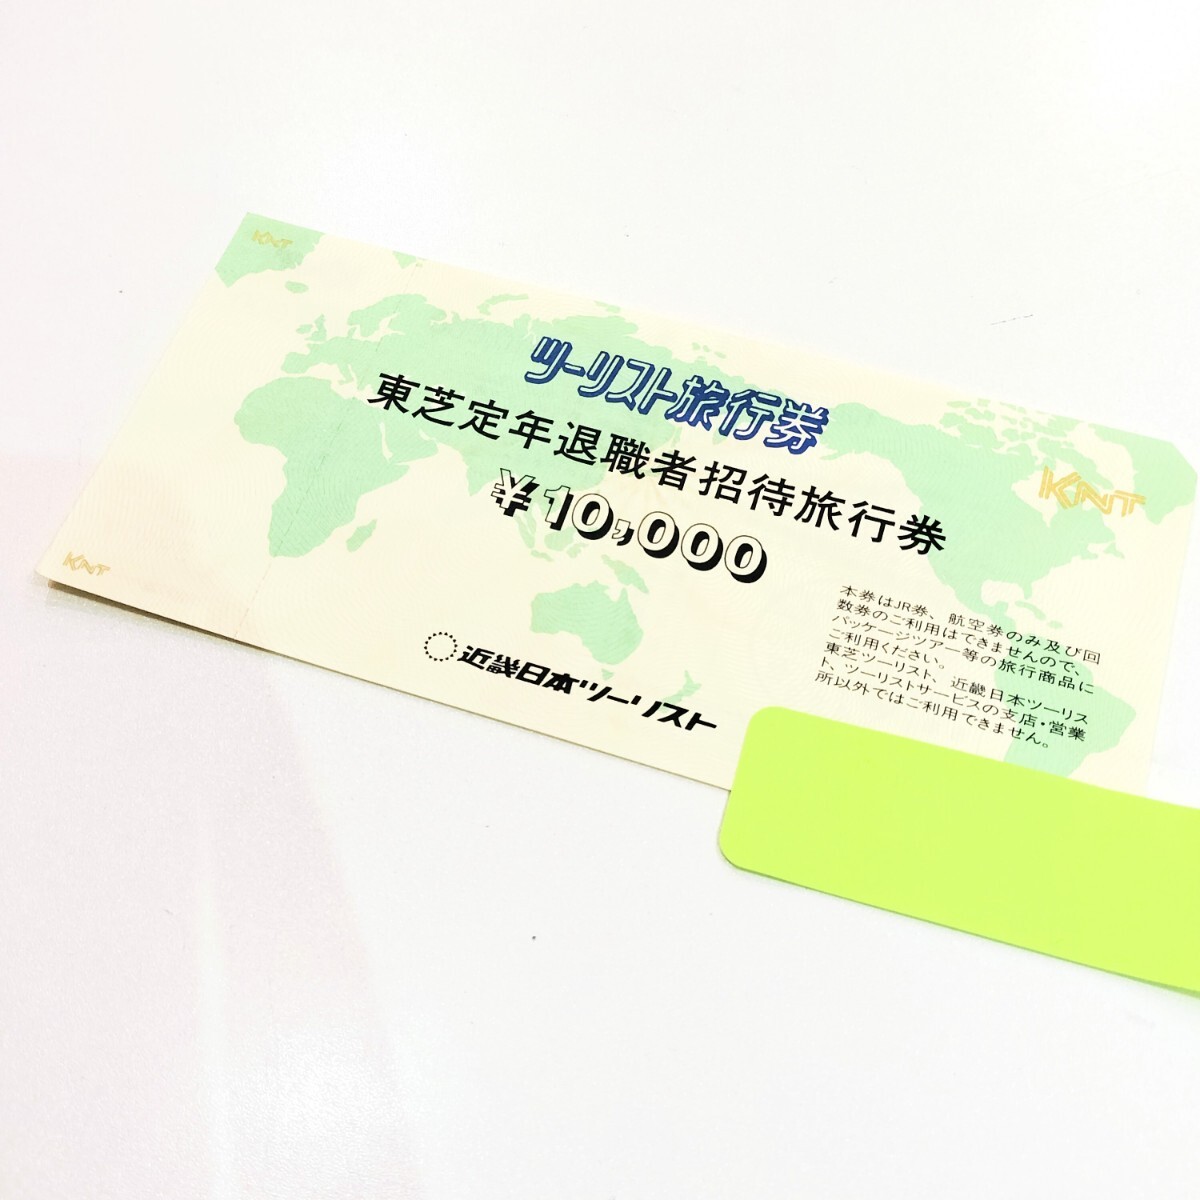 KNT
ツーリスト旅行券
東芝定年退職者招待旅行券
¥10,000
KNT
KNT
本券はJR券、航空券のみ及び回
数券のご利用はできませんので、
パッケージツアー等の旅行商品に
ご利用ください。
東芝ツーリスト、近畿日本ツーリス
ト、ツーリストサービスの支店・営業
所以外ではご利用できません。
近畿日本ツーリスト